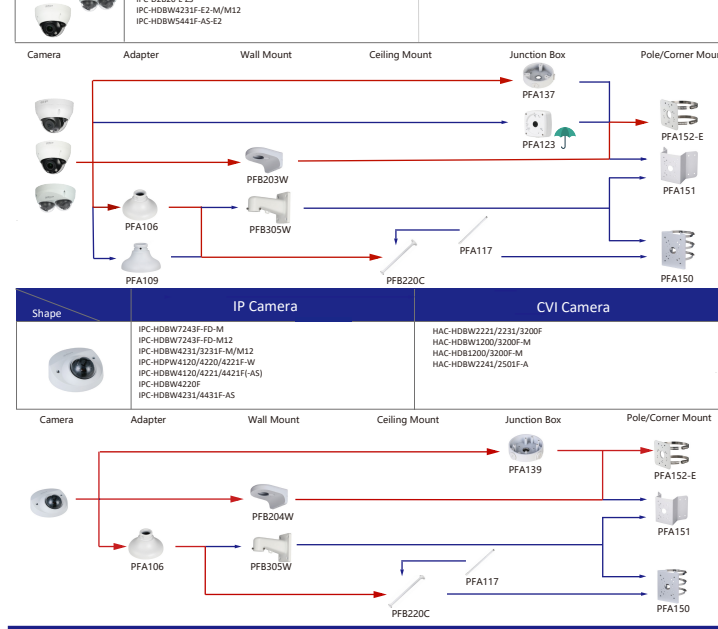 IPC-HDBW4231F-E2-M/M12
IPC-HDBW5441F-AS-E2
Camera Adapter Wall Mount Ceiling Mount Junction Box Pole/Corner Moun
PFA137
PFA123
PFA152-E
PFB203W
PFA151
PFA106
PFB305W
PFA117
PFA109
PFB220C
PFA150
Shape IP Camera CVI Camera
IPC-HDBW7243F-FD-M
IPC-HDBW7243F-FD-M12
IPC-HDBW4231/3231F-M/M12
IPC-HDPW4120/4220/4221F-W
IPC-HDBW4120/4221/4421F(-AS)
IPC-HDBW4220F
IPC-HDBW4231/4431F-AS
HAC-HDBW2221/2231/3200F
HAC-HDBW1200/3200F-M
HAC-HDB1200/3200F-M
HAC-HDBW2241/2501F-A
Camera Adapter Wall Mount Ceiling Mount Junction Box Pole/Corner Mount
PFA139
PFA152-E
PFB204W
PFA151
PFA106
PFB305W
PFA117
PFB220C
PFA150